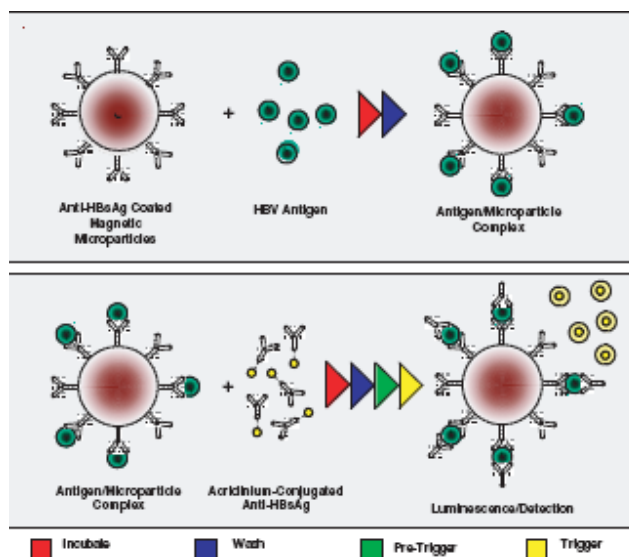 +
Anti-HBsAg Coated
Magnetic
Microparticles
HBV Antigen
Antigen/Microparticle
Complex
+
Antigen/Microparticle
Complex
Acridinium-Conjugated
Anti-HBsAg
Luminescence/Detection
Incubate
Wash
Pre-Trigger
Trigger